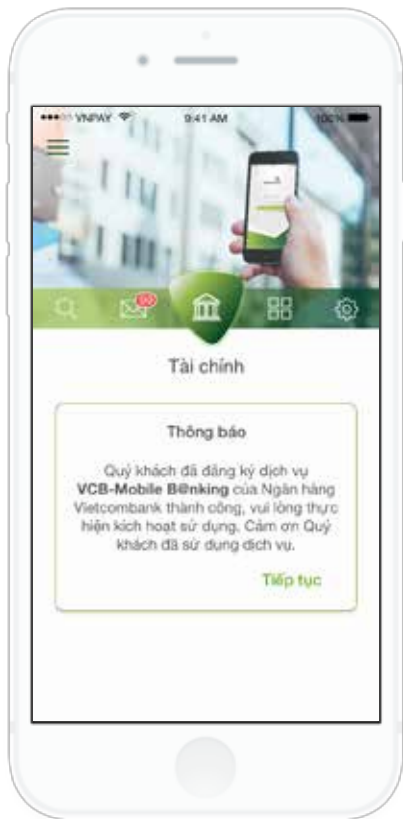 VNPAY 9:41 AM 100%
99
Tài chính
Thông báo
Quý khách đã đăng ký dịch vụ
VCB-Mobile B@nking của Ngân hàng
Vietcombank thành công, vui lòng thực
hiện kích hoạt sử dụng. Cảm ơn Quý
khách đã sử dụng dịch vụ.
Tiếp tục